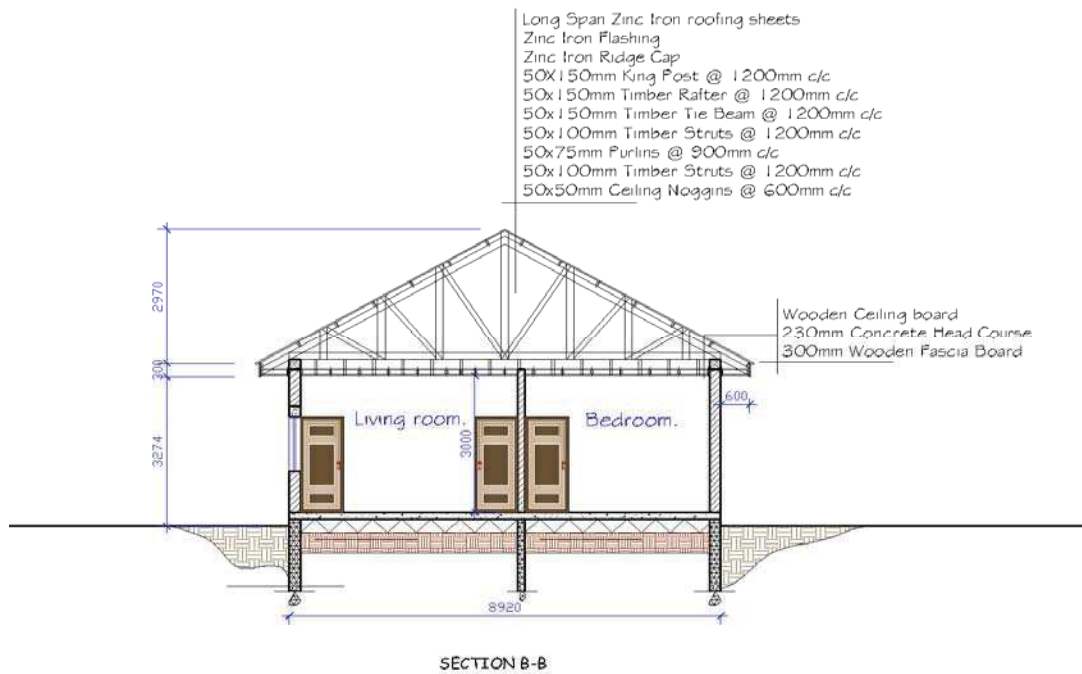 Long Span Zinc Iron roofing sheets
Zinc Iron Flashing
Zinc Iron Ridge Cap
50X150mm King Post @ 1200mm c/c
50x150mm Timber Rafter @ 1200mm c/c
50x150mm Timber Tie Beam @ 1200mm c/c
50x100mm Timber Struts @ 1200mm c/c
50x75mm Purlins @ 900mm c/c
50x100mm Timber Struts @ 1200mm c/c
50x50mm Ceiling Noggins @ 600mm c/c
2970
Wooden Ceiling board
230mm Concrete Head Course
300mm Wooden Fascia Board
300
600
Living room.
Bedroom.
3000
3274
8920
SECTION B-B